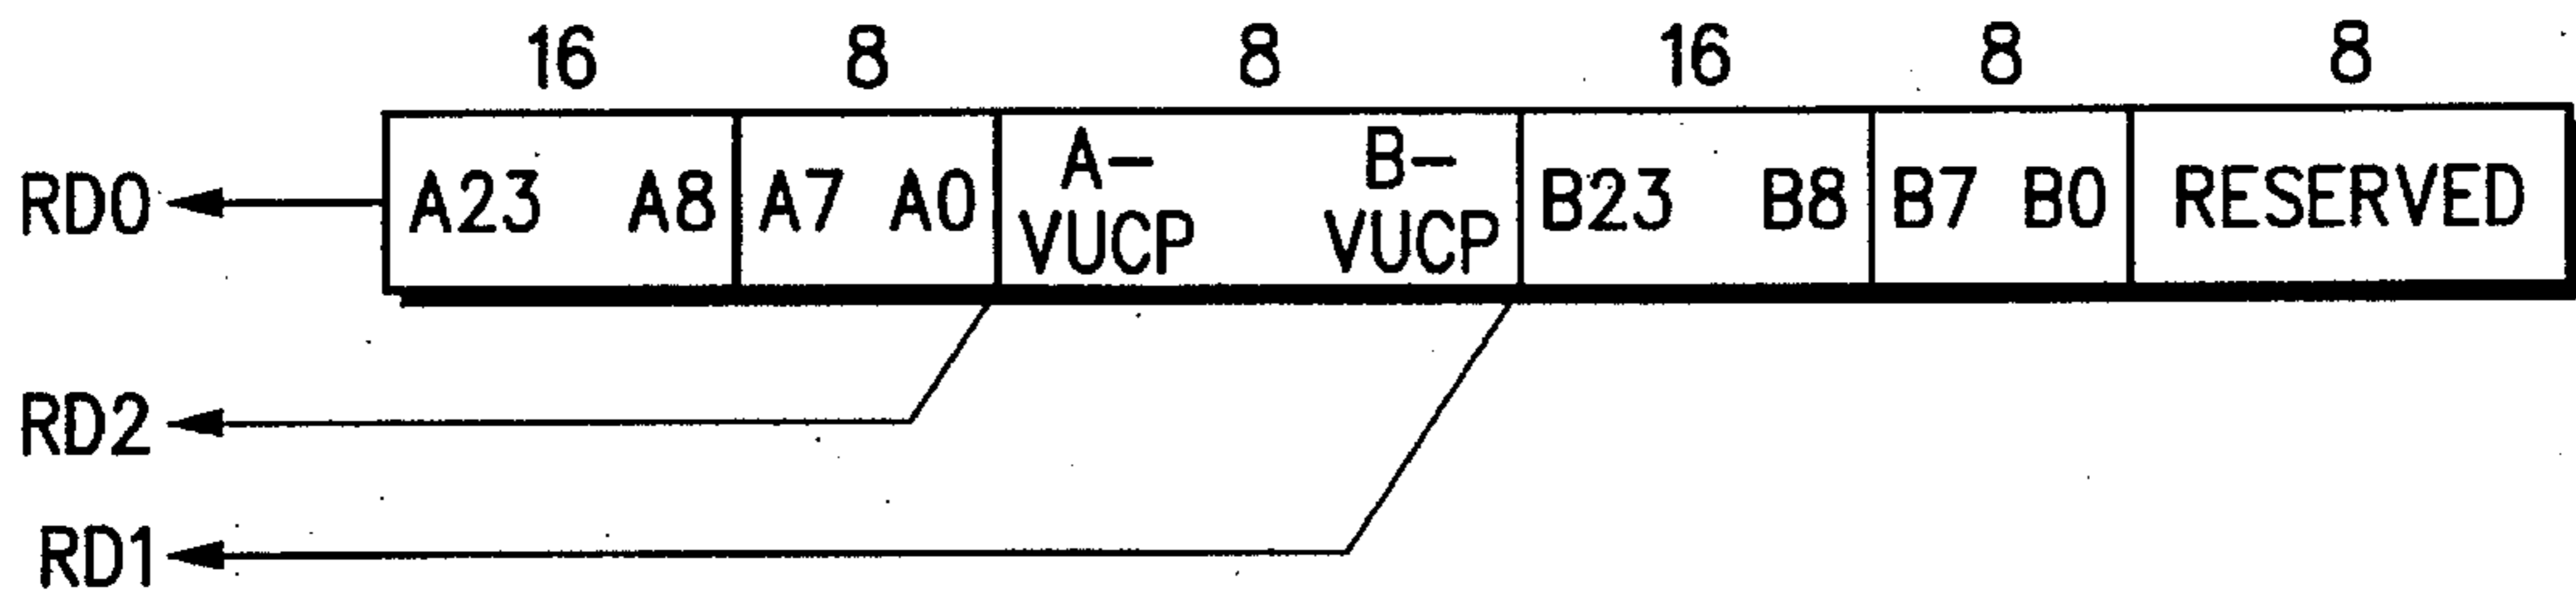 16 8 8 16 8 8
RD0 A23 A8 A7 A0 A- VUCP B- VUCP B23 B8 B7 B0 RESERVED
RD2
RD1